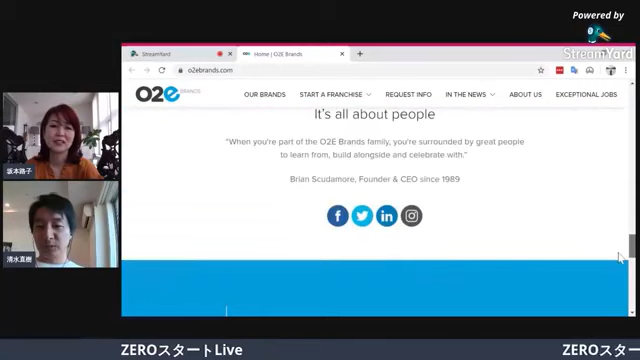 Powered by
StreamYard
StreamYard
Home | O2E Brands
o2ebrands.com
O2e BRANDS
OUR BRANDS
START A FRANCHISE
REQUEST INFO
IN THE NEWS
ABOUT US
EXCEPTIONAL JOBS
It's all about people
"When you're part of the O2E Brands family, you're surrounded by great people
to learn from, build alongside and celebrate with."
Brian Scudamore, Founder & CEO since 1989
坂本路子
清水直樹
ZEROスタートLive
ZEROスタート